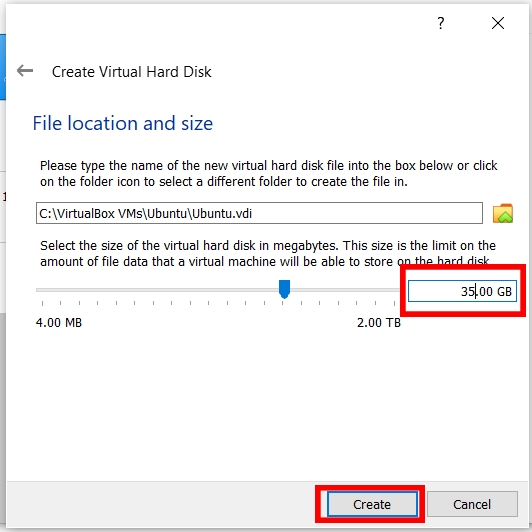 ?
Create Virtual Hard Disk
File location and size
Please type the name of the new virtual hard disk file into the box below or click
on the folder icon to select a different folder to create the file in.
C:\VirtualBox VMs\Ubuntu\Ubuntu.vdi
Select the size of the virtual hard disk in megabytes. This size is the limit on the
amount of file data that a virtual machine will be able to store on the hard disk.
35.00 GB
4.00 MB 2.00 TB
Create Cancel